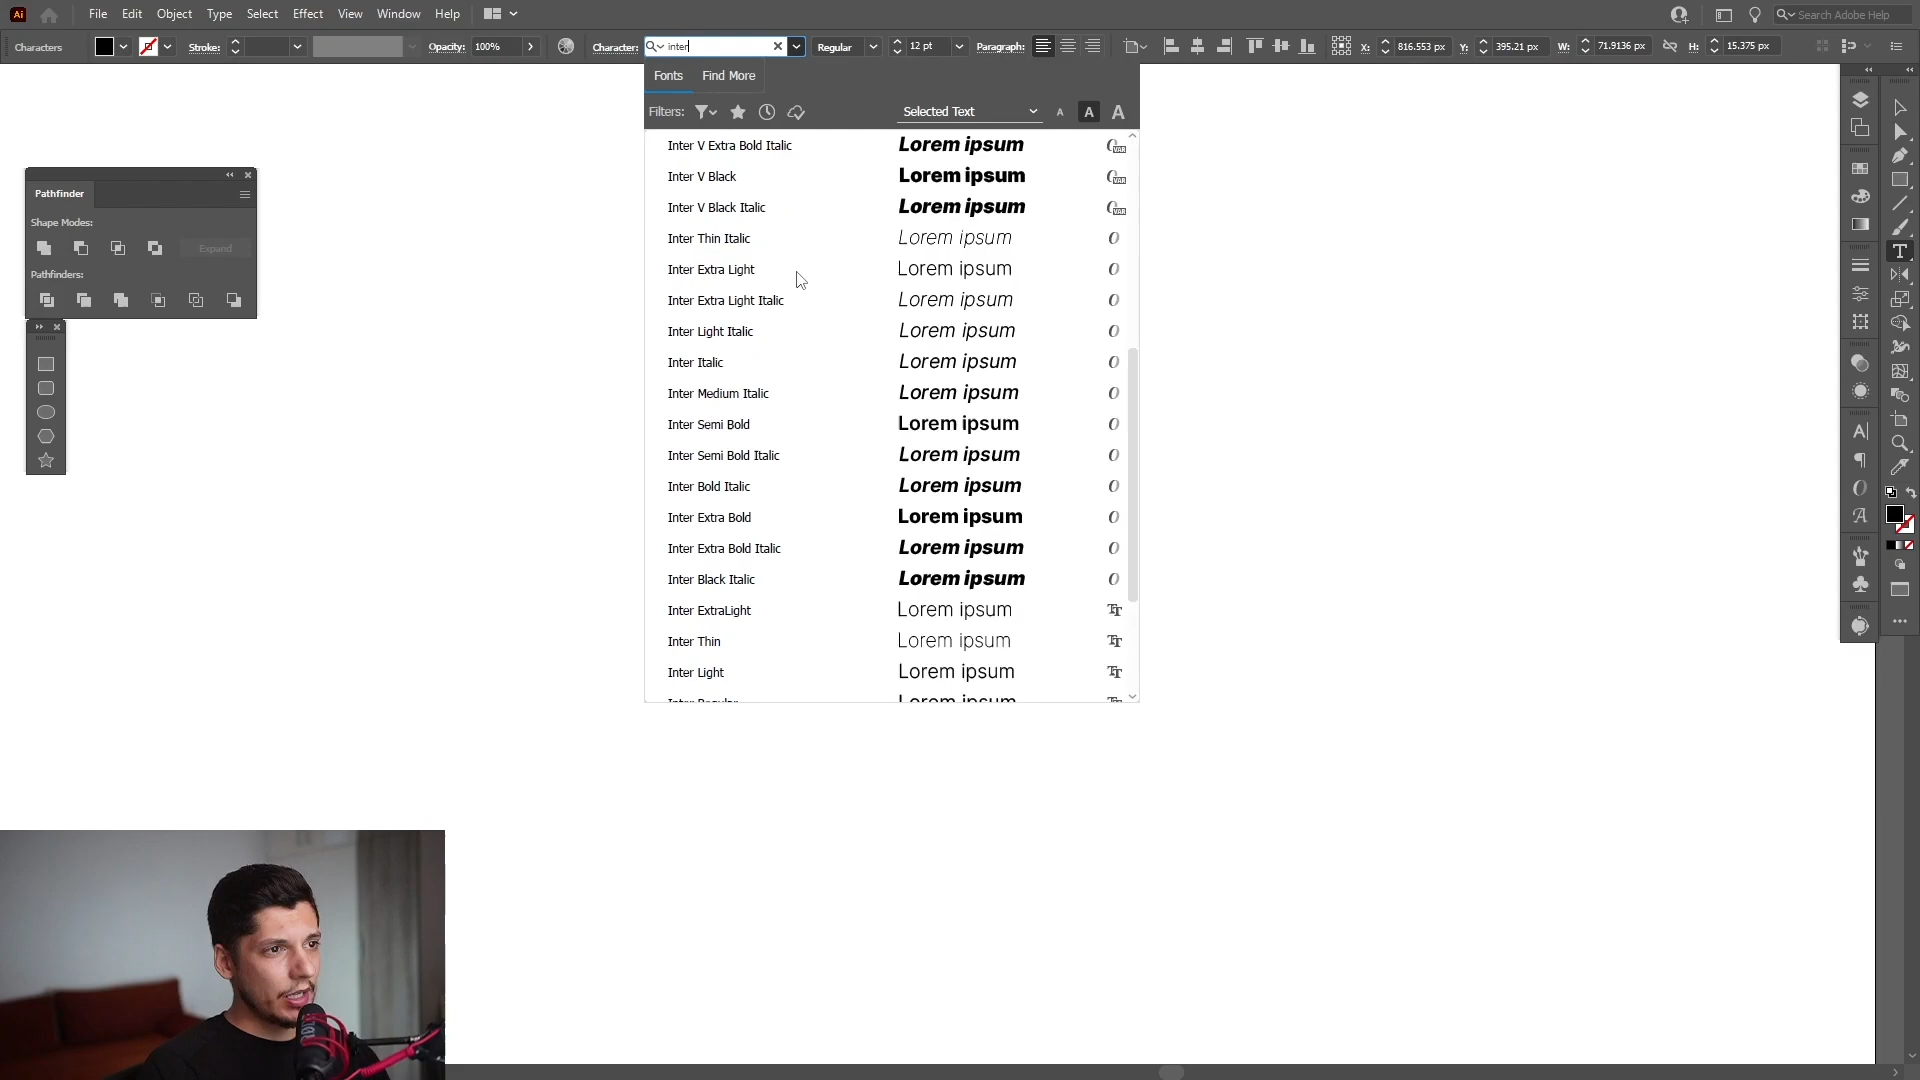 Ai File Edit Object Type Select Effect View Window Help Search Adobe Help
Characters Stroke: Opacity: 100% Character: inter Regular 12 pt Paragraph: X: 816.553 px Y: 395.21 px W: 71.9136 px H: 15.375 px
Fonts Find More
Filters: Selected Text A A A
Inter V Extra Bold Italic Lorem ipsum
Inter V Black Lorem ipsum
Inter V Black Italic Lorem ipsum
Inter Thin Italic Lorem ipsum
Inter Extra Light Lorem ipsum
Inter Extra Light Italic Lorem ipsum
Inter Light Italic Lorem ipsum
Inter Italic Lorem ipsum
Inter Medium Italic Lorem ipsum
Inter Semi Bold Lorem ipsum
Inter Semi Bold Italic Lorem ipsum
Inter Bold Italic Lorem ipsum
Inter Extra Bold Lorem ipsum
Inter Extra Bold Italic Lorem ipsum
Inter Black Italic Lorem ipsum
Inter ExtraLight Lorem ipsum
Inter Thin Lorem ipsum
Inter Light Lorem ipsum
Inter Regular Lorem ipsum
Pathfinder
Shape Modes:
Expand
Pathfinders: